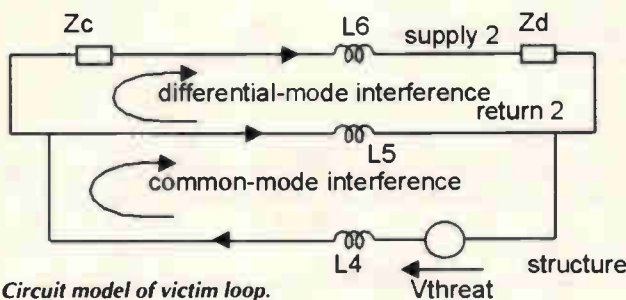 Zc
L6
supply 2
Zd
differential-mode interference
return 2
L5
common-mode interference
L4
structure
Vthreat
Circuit model of victim loop.